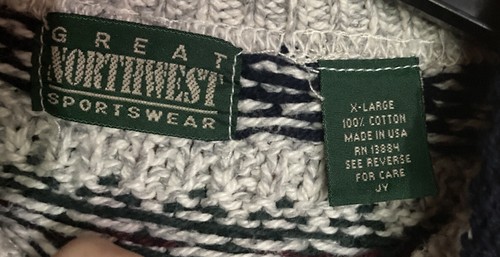 GREAT
NORTHWEST
SPORTSWEAR
X-LARGE
100% COTTON
MADE IN USA
RN 13884
SEE REVERSE
FOR CARE
JY